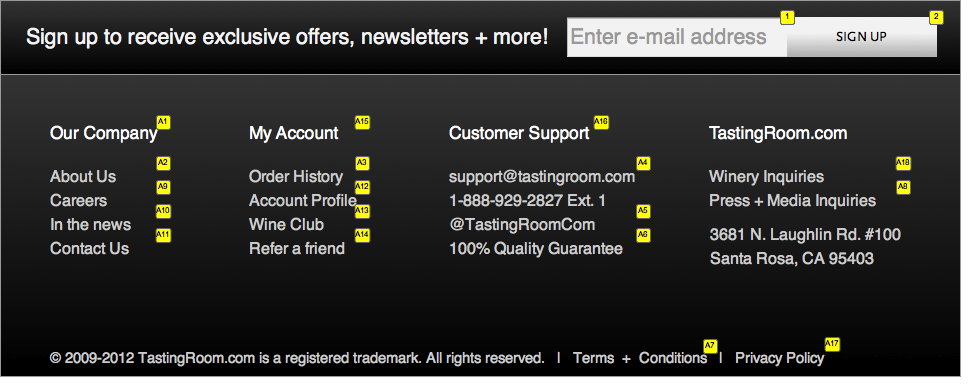 Sign up to receive exclusive offers, newsletters + more! Enter e-mail address 1 SIGN UP 2
Our Company A1
About Us A2
Careers A9
In the news A10
Contact Us A11
My Account A15
Order History A3
Account Profile A12
Wine Club A13
Refer a friend A14
Customer Support A16
support@tastingroom.com A4
1-888-929-2827 Ext. 1
@TastingRoomCom A5
100% Quality Guarantee A6
TastingRoom.com
Winery Inquiries A18
Press + Media Inquiries A8
3681 N. Laughlin Rd. #100
Santa Rosa, CA 95403
© 2009-2012 TastingRoom.com is a registered trademark. All rights reserved. | Terms + Conditions A7 | Privacy Policy A17